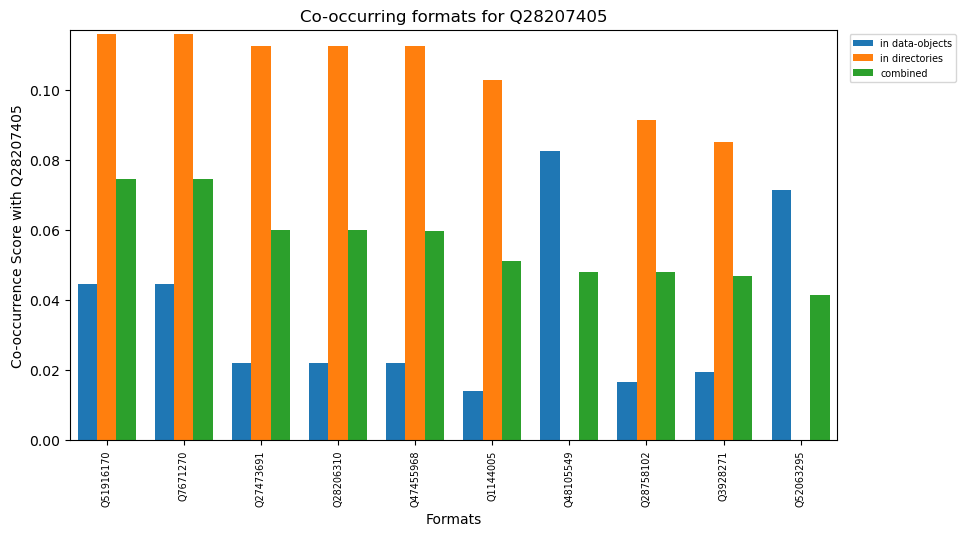 Co-occurring formats for Q28207405
in data-objects
in directories
combined
Co-occurrence Score with Q28207405
0.10
0.08
0.06
0.04
0.02
0.00
Q51916170
Q7671270
Q27473691
Q28206310
Q47455968
Q1144005
Q48105549
Q28758102
Q3928271
Q52063295
Formats